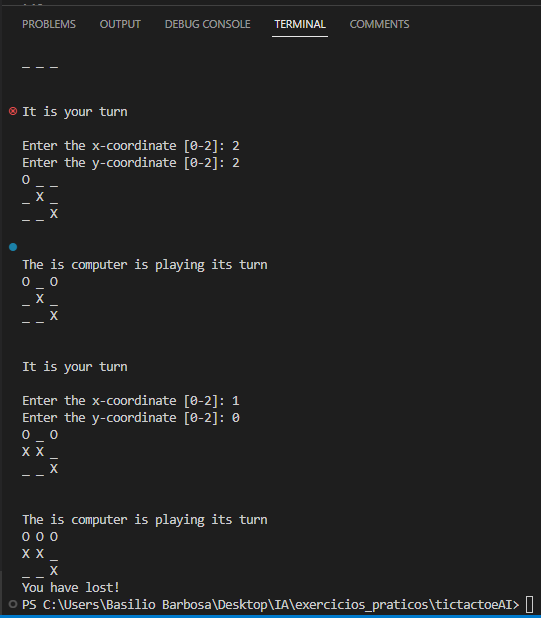 PROBLEMS OUTPUT DEBUG CONSOLE TERMINAL COMMENTS
_ _ _
It is your turn
Enter the x-coordinate [0-2]: 2
Enter the y-coordinate [0-2]: 2
O _ _
_ X _
_ _ X
The is computer is playing its turn
O _ O
_ X _
_ _ X
It is your turn
Enter the x-coordinate [0-2]: 1
Enter the y-coordinate [0-2]: 0
O _ O
X X _
_ _ X
The is computer is playing its turn
O O O
X X _
_ _ X
You have lost!
PS C:\Users\Basilio Barbosa\Desktop\IA\exercicios_praticos\tictactoeAI>